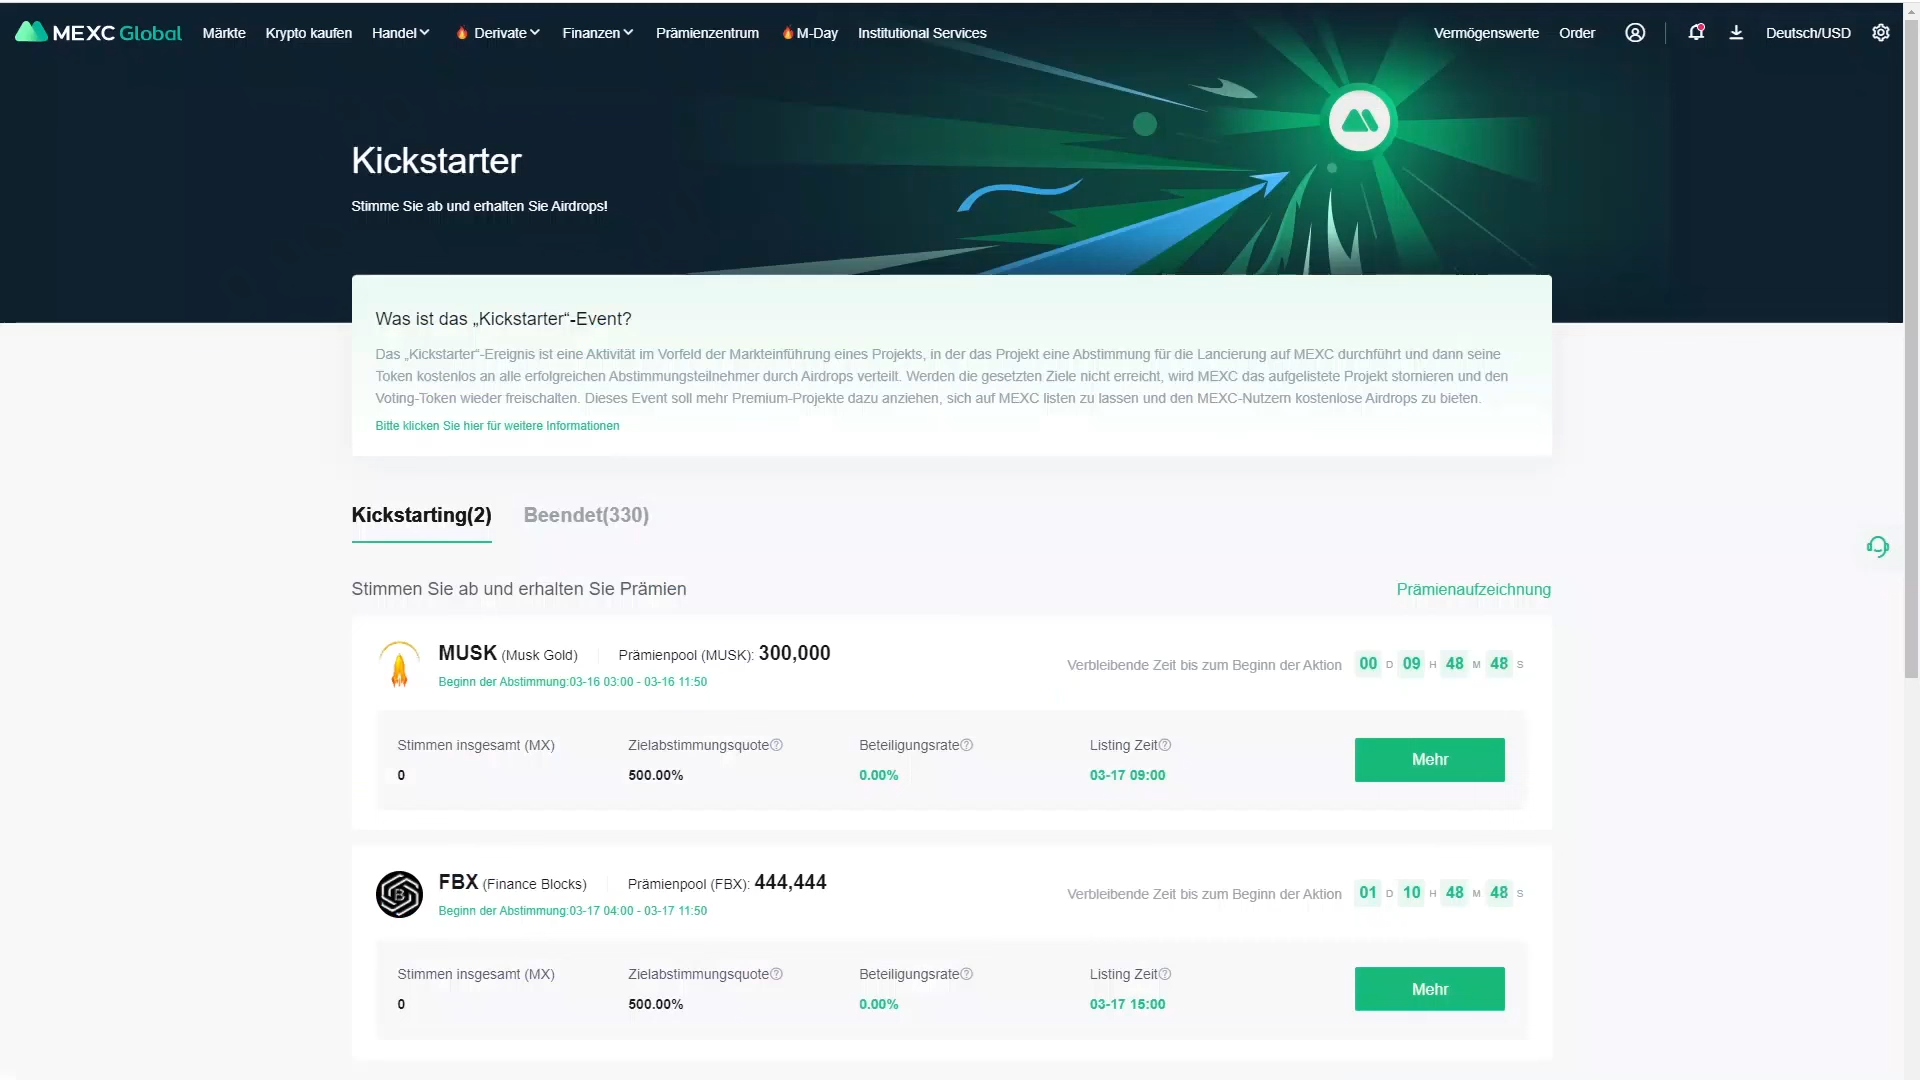 MEXC Global Märkte Krypto kaufen Handel Derivate Finanzen Prämienzentrum M-Day Institutional Services Vermögenswerte Order Deutsch/USD
Kickstarter
Stimme Sie ab und erhalten Sie Airdrops!
Was ist das „Kickstarter“-Event?
Das „Kickstarter“-Ereignis ist eine Aktivität im Vorfeld der Markteinführung eines Projekts, in der das Projekt eine Abstimmung für die Lancierung auf MEXC durchführt und dann seine
Token kostenlos an alle erfolgreichen Abstimmungsteilnehmer durch Airdrops verteilt. Werden die gesetzten Ziele nicht erreicht, wird MEXC das aufgelistete Projekt stornieren und den
Voting-Token wieder freischalten. Dieses Event soll mehr Premium-Projekte dazu anziehen, sich auf MEXC listen zu lassen und den MEXC-Nutzern kostenlose Airdrops zu bieten.
Bitte klicken Sie hier für weitere Informationen
Kickstarting(2) Beendet(330)
Stimmen Sie ab und erhalten Sie Prämien Prämienaufzeichnung
MUSK (Musk Gold) Prämienpool (MUSK): 300,000
Verbleibende Zeit bis zum Beginn der Aktion 00 D 09 H 48 M 48 S
Beginn der Abstimmung:03-16 03:00 - 03-16 11:50
Stimmen insgesamt (MX) Zielabstimmungsquote Beteiligungsrate Listing Zeit
0 500.00% 0.00% 03-17 09:00
Mehr
FBX (Finance Blocks) Prämienpool (FBX): 444,444
Verbleibende Zeit bis zum Beginn der Aktion 01 D 10 H 48 M 48 S
Beginn der Abstimmung:03-17 04:00 - 03-17 11:50
Stimmen insgesamt (MX) Zielabstimmungsquote Beteiligungsrate Listing Zeit
0 500.00% 0.00% 03-17 15:00
Mehr